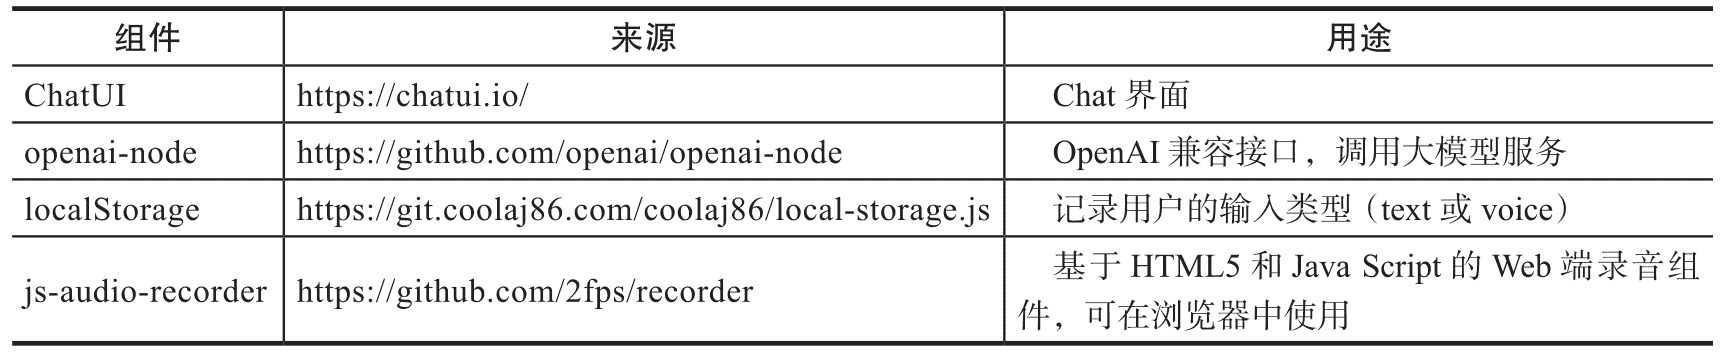 组件 来源 用途
ChatUI https://chatui.io/ Chat 界面
openai-node https://github.com/openai/openai-node OpenAI 兼容接口，调用大模型服务
localStorage https://git.coolaj86.com/coolaj86/local-storage.js 记录用户的输入类型（text 或 voice）
js-audio-recorder https://github.com/2fps/recorder 基于 HTML5 和 Java Script 的 Web 端录音组
件，可在浏览器中使用